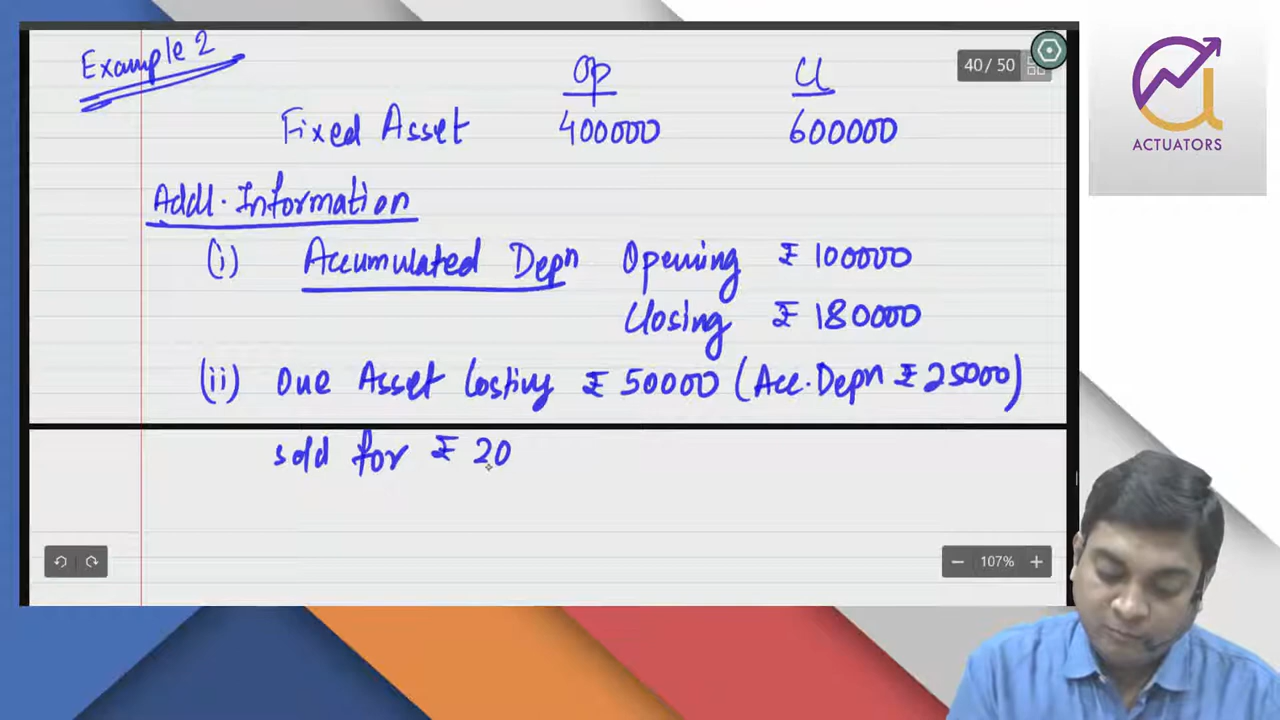 Example 2
Op Cl
40 / 50
Fixed Asset 400000 600000
ACTUATORS
Addl. Information
(i) Accumulated Depn Opening ₹ 100000
Closing ₹ 180000
(ii) One Asset Costing ₹ 50000 (Acc. Depn ₹ 25000)
sold for ₹ 20
107%